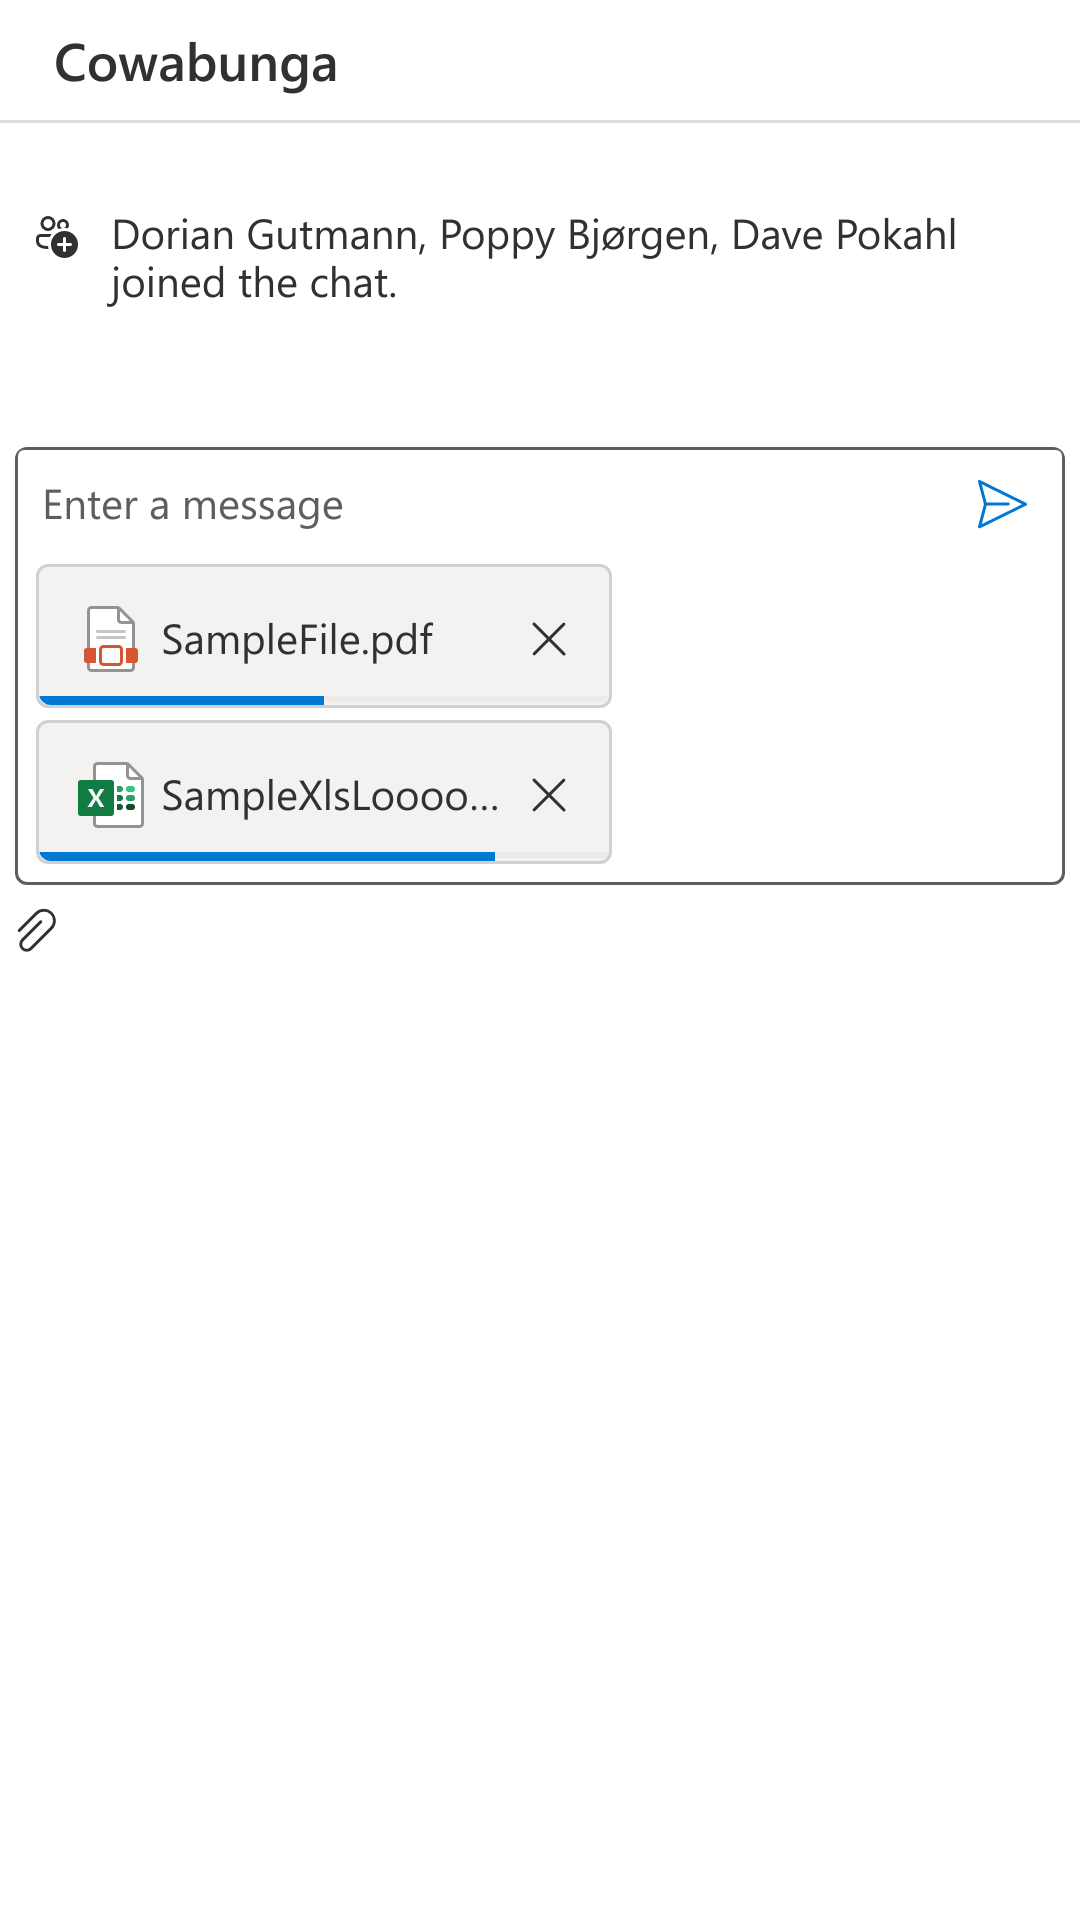 Cowabunga
Dorian Gutmann, Poppy Bjørgen, Dave Pokahl
joined the chat.
Enter a message
SampleFile.pdf
X SampleXlsLoooo...